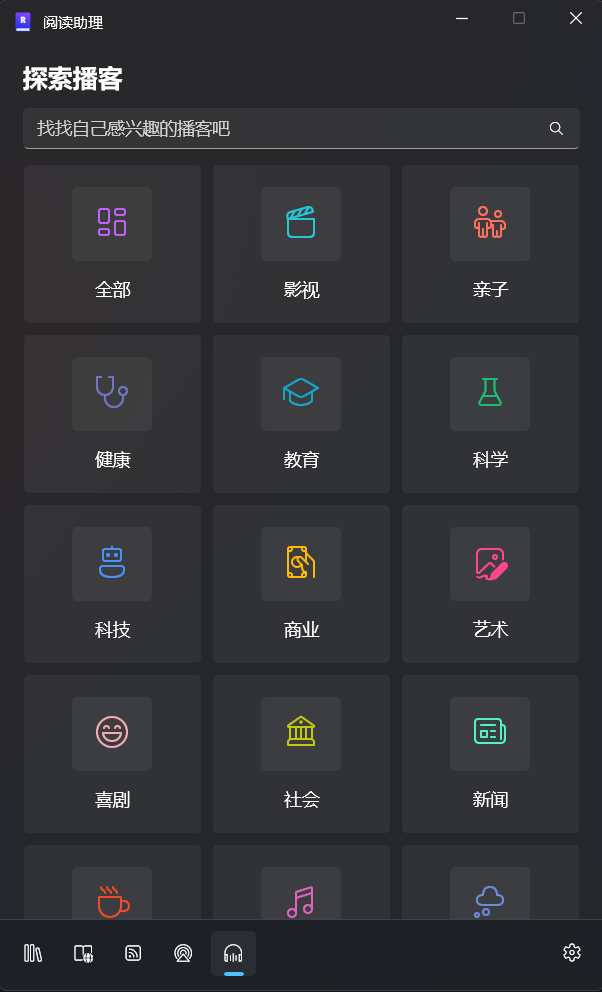 阅读助理
探索播客
找找自己感兴趣的播客吧
全部
影视
亲子
健康
教育
科学
科技
商业
艺术
喜剧
社会
新闻